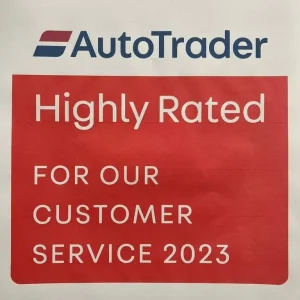 AutoTrader
Highly Rated
FOR OUR
CUSTOMER
SERVICE 2023